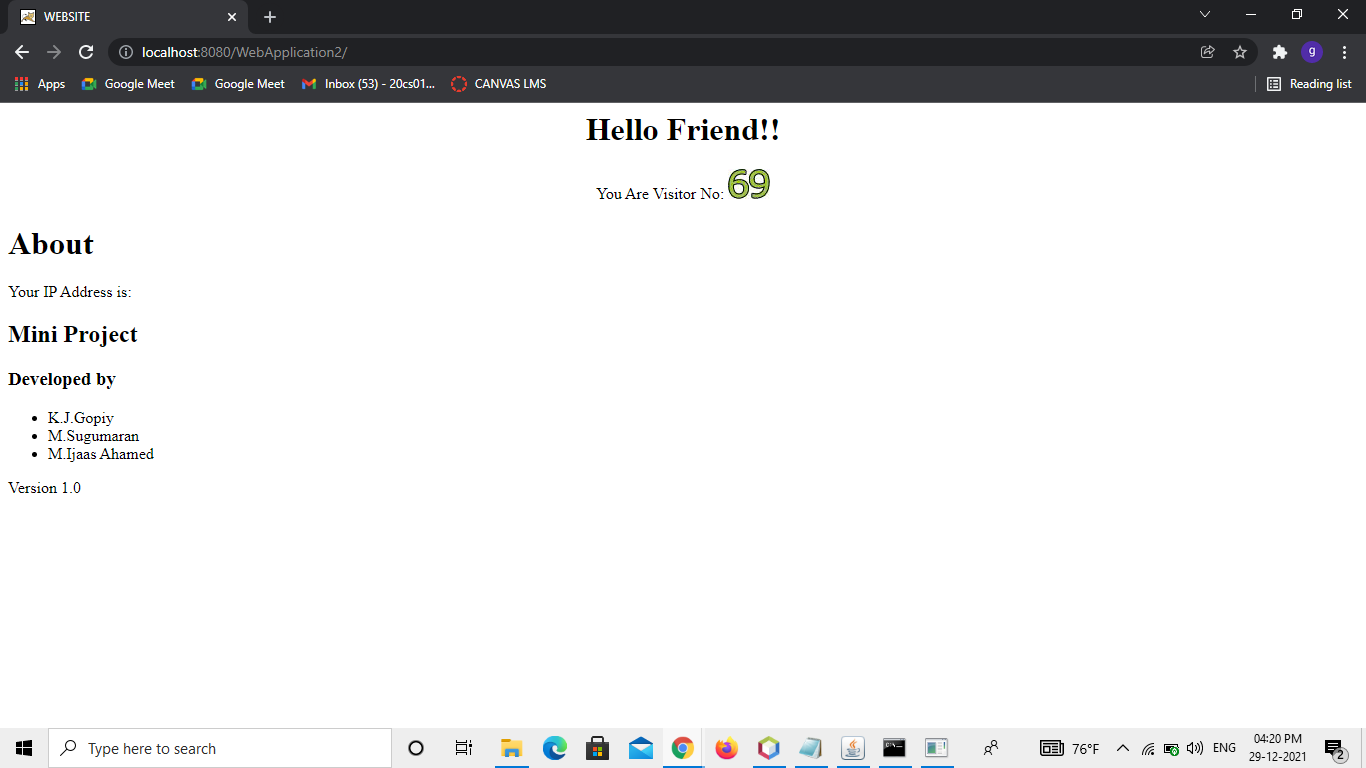 WEBSITE
localhost:8080/WebApplication2/
g
Apps Google Meet Google Meet Inbox (53) - 20cs01... CANVAS LMS Reading list
Hello Friend!!
You Are Visitor No: 69
About
Your IP Address is:
Mini Project
Developed by
K.J.Gopiy
M.Sugumaran
M.Ijaas Ahamed
Version 1.0
Type here to search
76°F
ENG
04:20 PM
29-12-2021
2